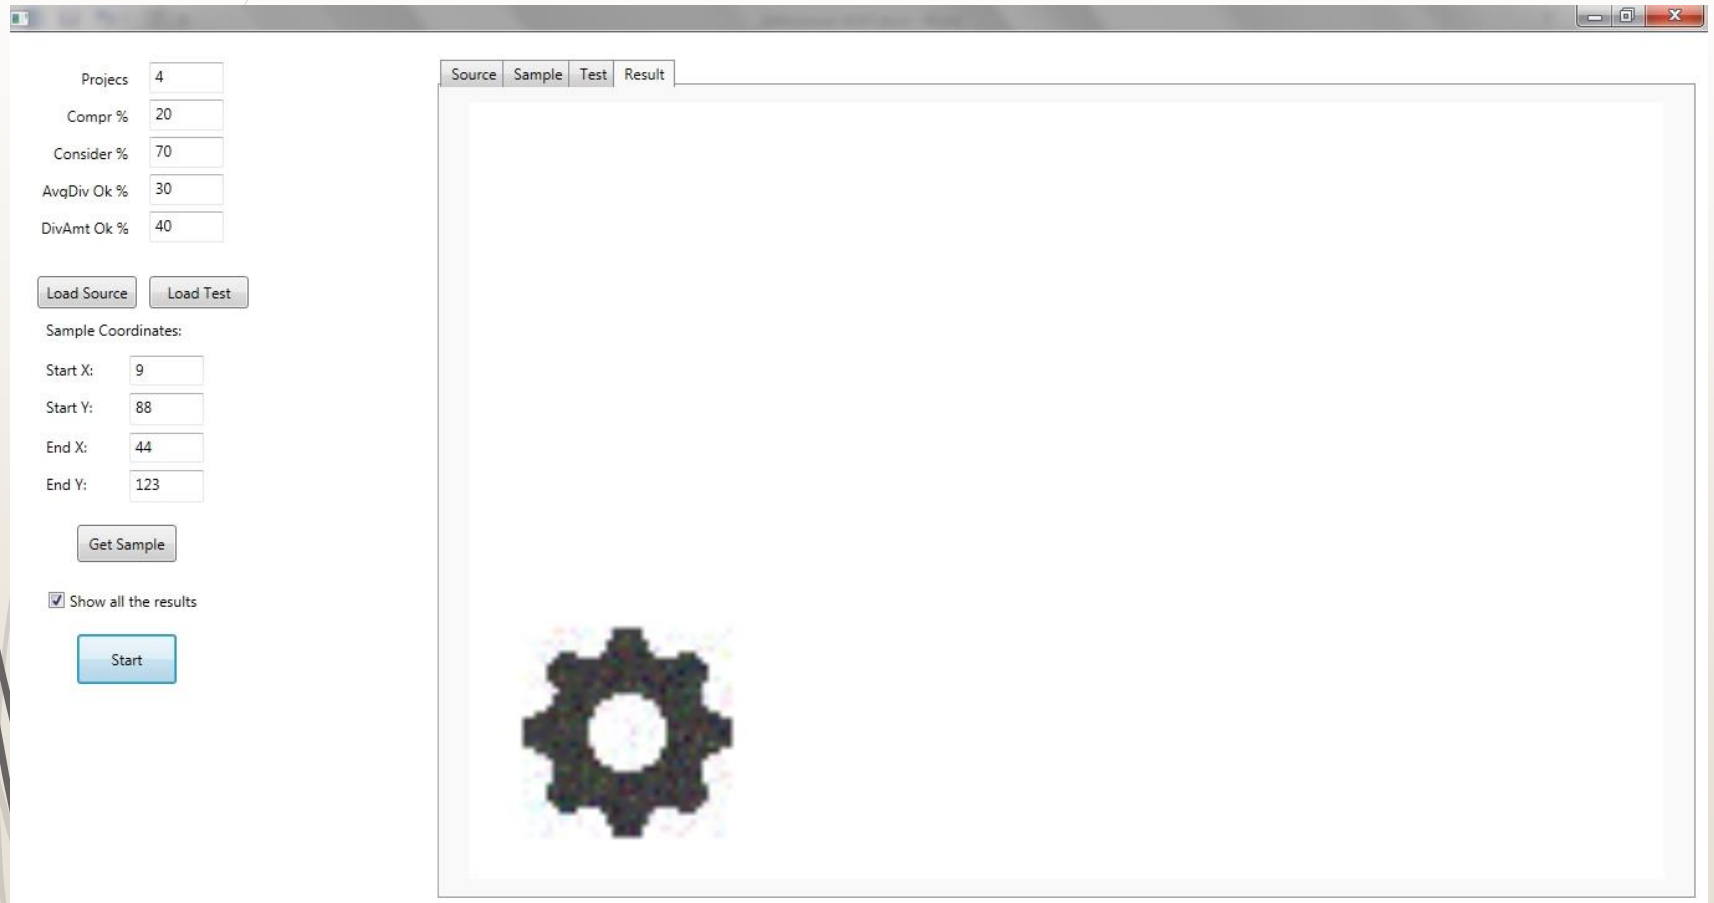 Projecs 4
Compr % 20
Consider % 70
AvgDiv Ok % 30
DivAmt Ok % 40
Load Source Load Test
Sample Coordinates:
Start X: 9
Start Y: 88
End X: 44
End Y: 123
Get Sample
Show all the results
Start
Source Sample Test Result